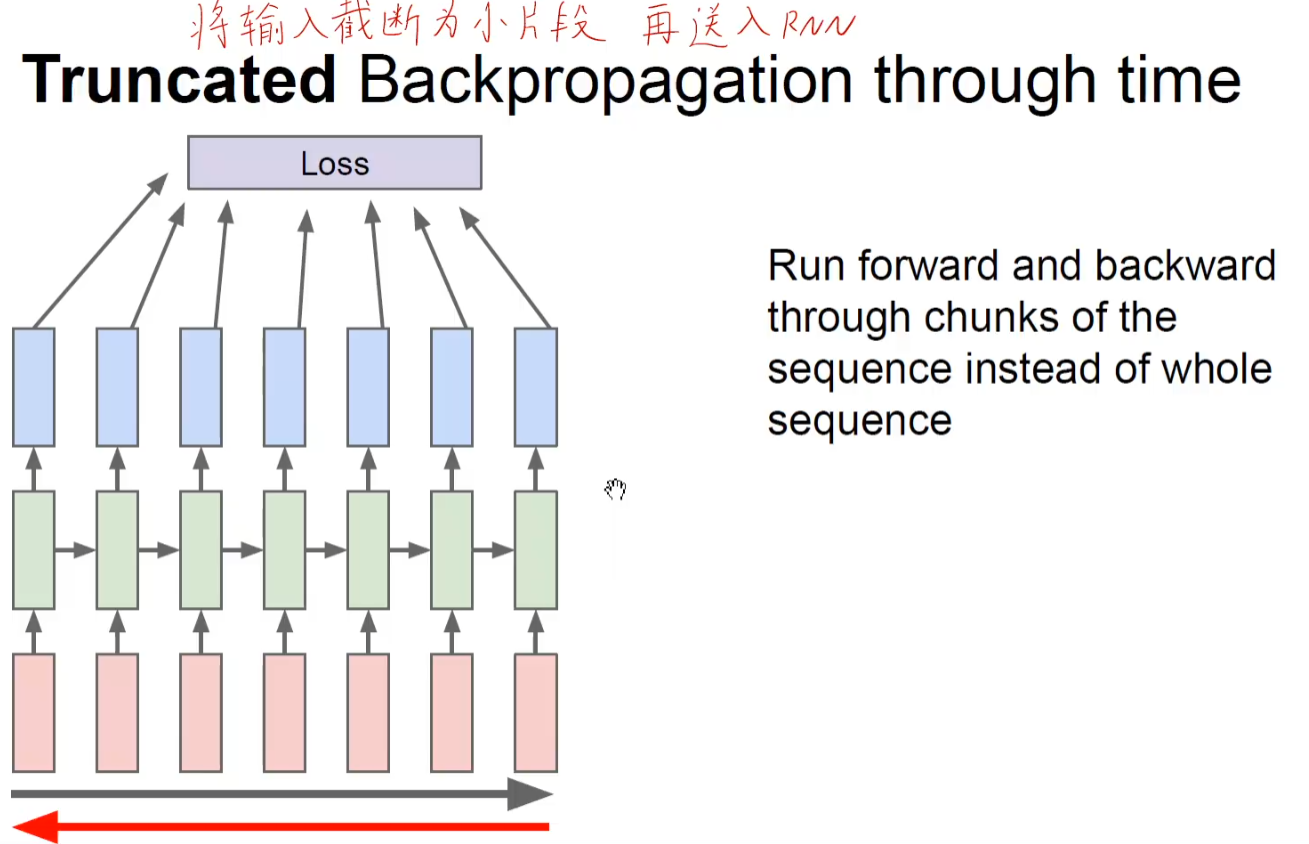 将输入截断为小片段 再送入RNN
Truncated Backpropagation through time
Loss
Run forward and backward
through chunks of the
sequence instead of whole
sequence